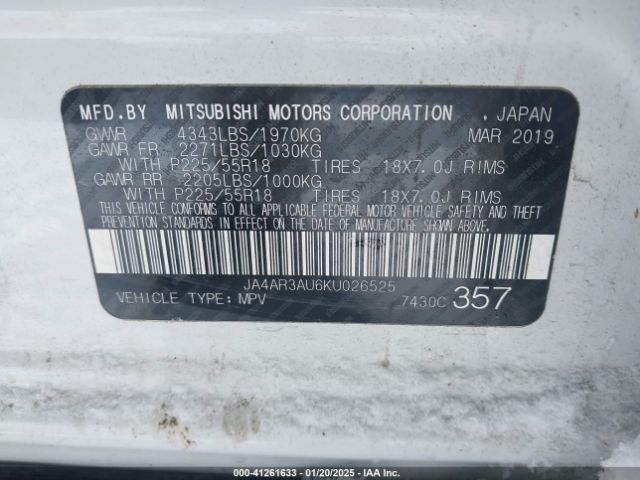 MFD.BY MITSUBISHI MOTORS CORPORATION . JAPAN
GVWR 4343LBS/1970KG MAR 2019
GAWR FR 2271LBS/1030KG
WITH P225/55R18 TIRES 18X7.0J RIMS
GAWR RR 2205LBS/1000KG
WITH P225/55R18 TIRES 18X7.0J RIMS
THIS VEHICLE CONFORMS TO ALL APPLICABLE FEDERAL MOTOR VEHICLE SAFETY AND THEFT
PREVENTION STANDARDS IN EFFECT ON THE DATE OF MANUFACTURE SHOWN ABOVE.
JA4AR3AU6KU026525
VEHICLE TYPE: MPV 7430C 357
000-41261633 — 01/20/2025 — IAA Inc.